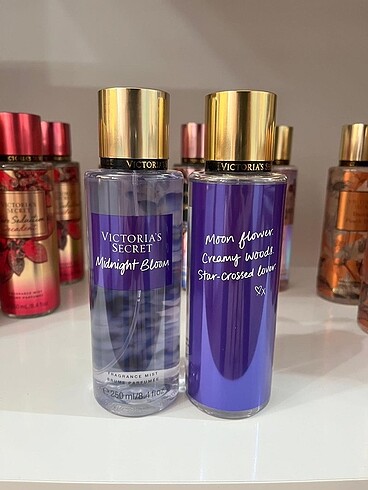 VICTORIA'S
VICTORIA'S
SECRET
Midnight Bloom
FRAGRANCE MIST
BRUME PARFUMÉE
250 ml/8.4 fl oz
VICTORIA'S
Moon flower.
Creamy Woods.
Star-crossed lover.
VICTORIA'S
SECRET